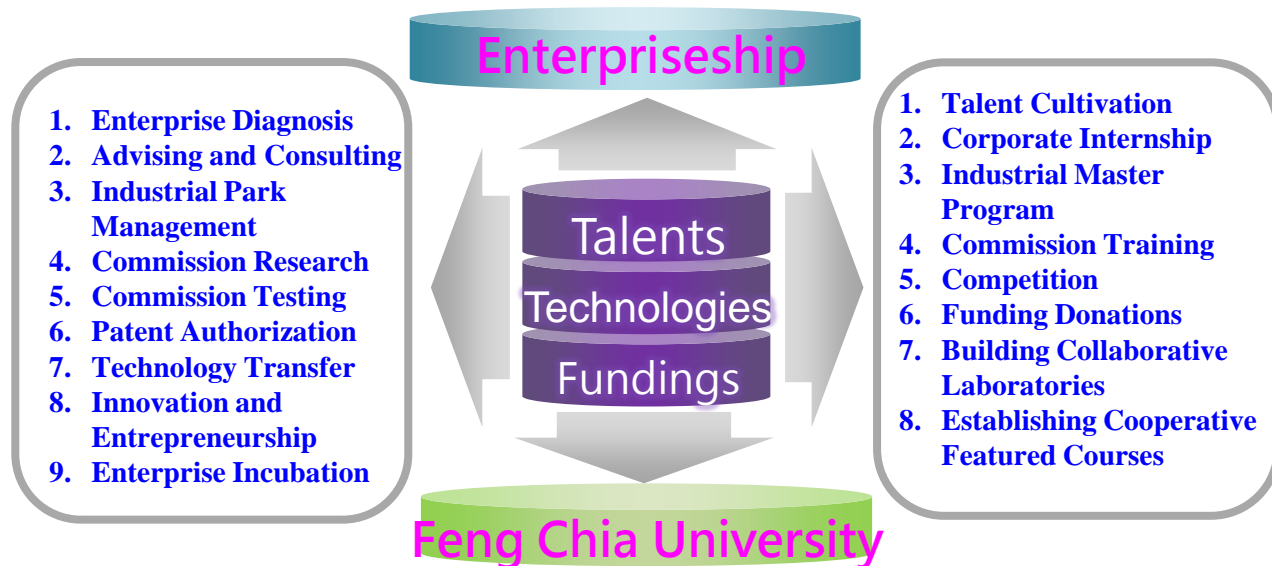 Enterpriseship
1. Enterprise Diagnosis
2. Advising and Consulting
3. Industrial Park
Management
4. Commission Research
5. Commission Testing
6. Patent Authorization
7. Technology Transfer
8. Innovation and
Entrepreneurship
9. Enterprise Incubation
Talents
Technologies
Fundings
1. Talent Cultivation
2. Corporate Internship
3. Industrial Master
Program
4. Commission Training
5. Competition
6. Funding Donations
7. Building Collaborative
Laboratories
8. Establishing Cooperative
Featured Courses
Feng Chia University